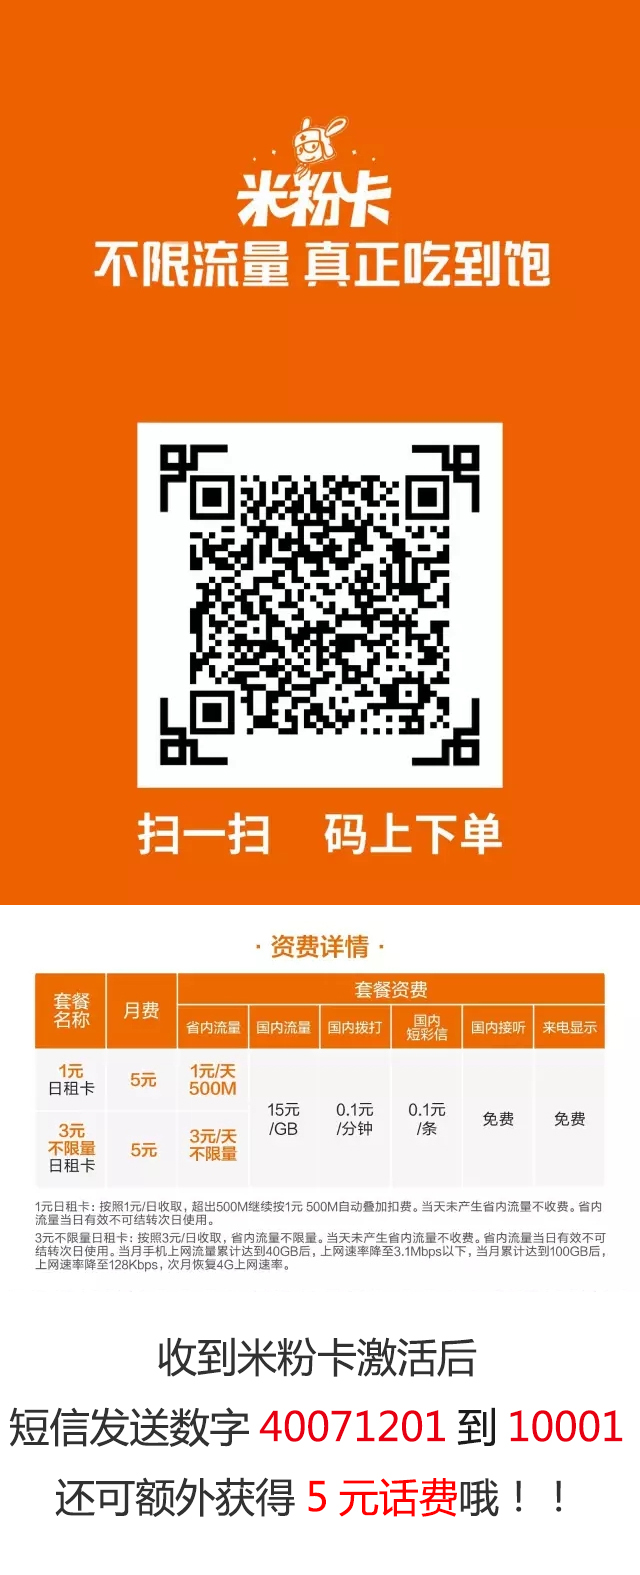 米粉卡
不限流量 真正吃到饱
扫一扫 码上下单
· 资费详情 ·
套餐名称 月费 套餐资费
省内流量 国内流量 国内拨打 国内短彩信 国内接听 来电显示
1元
日租卡
5元
1元/天
500M
3元
不限量
日租卡
5元
3元/天
不限量
15元
/GB
0.1元
/分钟
0.1元
/条
免费
免费
1元日租卡：按照1元/日收取，超出500M继续按1元 500M自动叠加扣费。当天未产生省内流量不收费。省内
流量当日有效不可结转次日使用。
3元不限量日租卡：按照3元/日收取，省内流量不限量。当天未产生省内流量不收费。省内流量当日有效不可
结转次日使用。当月手机上网流量累计达到40GB后，上网速率降至3.1Mbps以下，当月累计达到100GB后，
上网速率降至128Kbps，次月恢复4G上网速率。
收到米粉卡激活后
短信发送数字 40071201 到 10001
还可额外获得 5 元话费哦！！